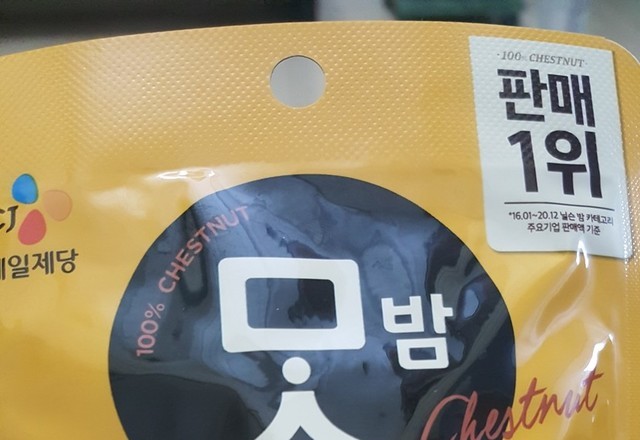 100% CHESTNUT
판매
1위
*16.01~20.12 닐슨 밤 카테고리
주요기업 판매액 기준
CJ
제일제당
100% CHESTNUT
맛밤
Chestnut